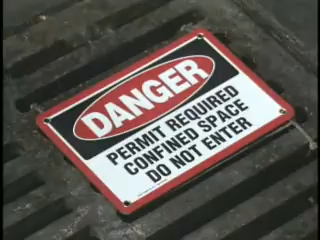 DANGER
PERMIT REQUIRED
CONFINED SPACE
DO NOT ENTER